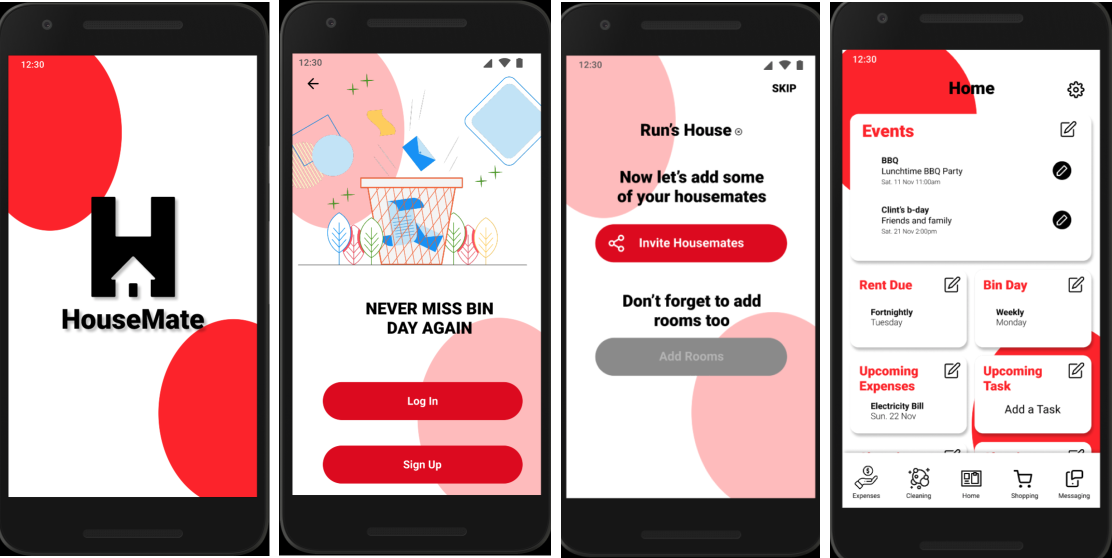 12:30
HouseMate
12:30
NEVER MISS BIN
DAY AGAIN
Log In
Sign Up
12:30
SKIP
Run's House
Now let's add some
of your housemates
Invite Housemates
Don't forget to add
rooms too
Add Rooms
12:30
Home
Events
BBQ
Lunchtime BBQ Party
Sat. 11 Nov 11:00am
Clint's b-day
Friends and family
Sat. 21 Nov 2:00pm
Rent Due
Fortnightly
Tuesday
Bin Day
Weekly
Monday
Upcoming
Expenses
Electricity Bill
Sun. 22 Nov
Upcoming
Task
Add a Task
Expenses
Cleaning
Home
Shopping
Messaging